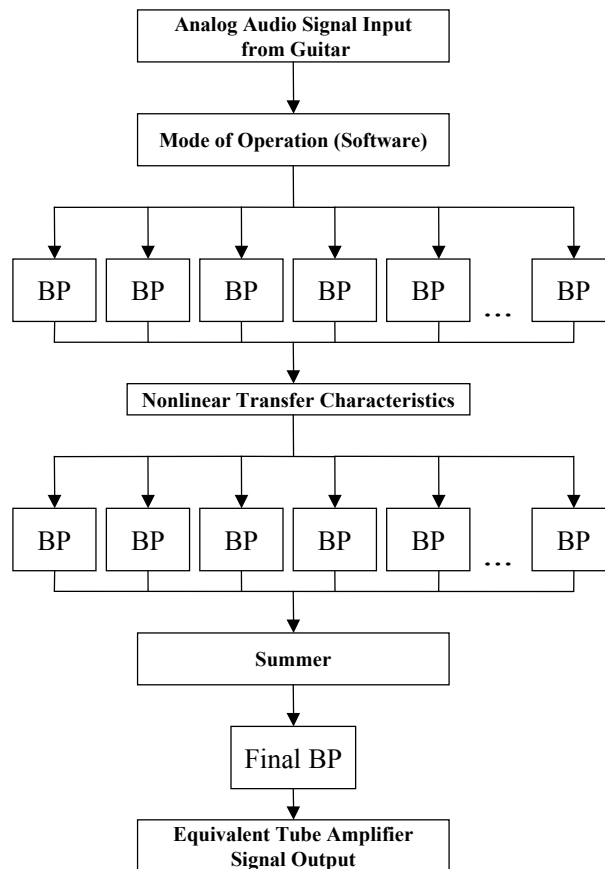 Analog Audio Signal Input
from Guitar
Mode of Operation (Software)
BP BP BP BP BP ... BP
Nonlinear Transfer Characteristics
BP BP BP BP BP ... BP
Summer
Final BP
Equivalent Tube Amplifier
Signal Output